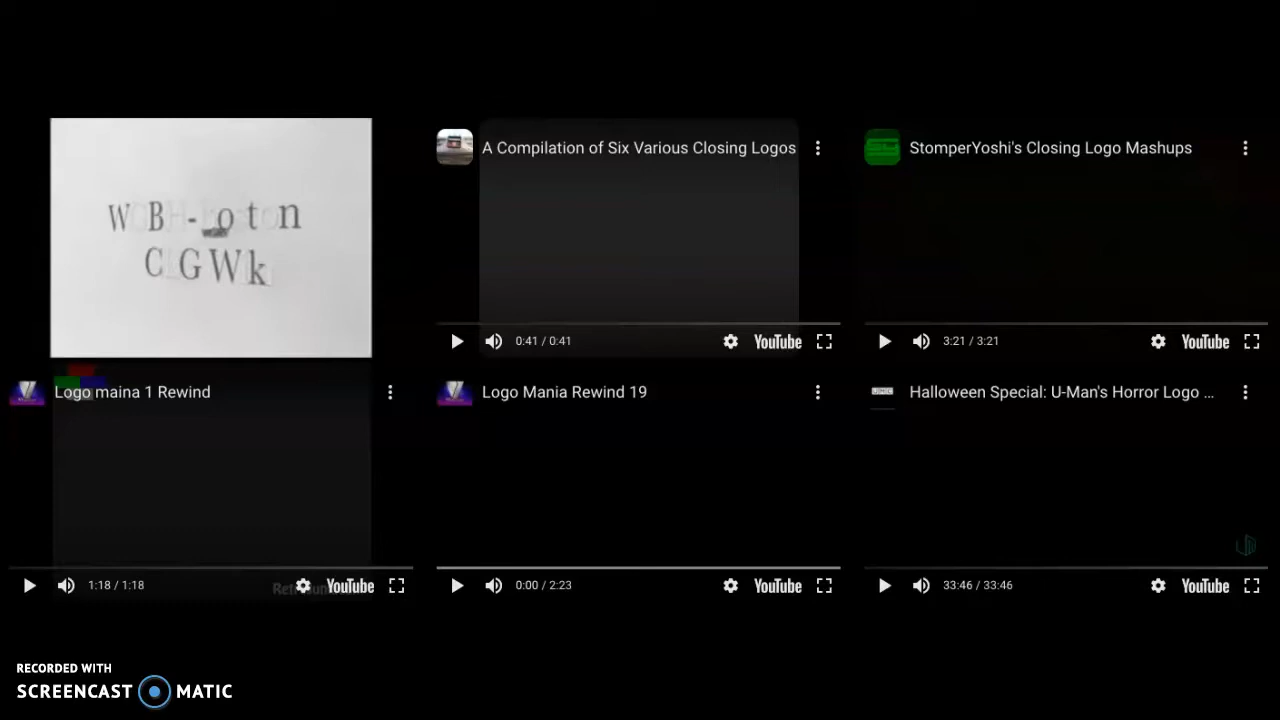 A Compilation of Six Various Closing Logos
StomperYoshi's Closing Logo Mashups
0:41 / 0:41
YouTube
3:21 / 3:21
YouTube
Logo maina 1 Rewind
Logo Mania Rewind 19
Halloween Special: U-Man's Horror Logo ...
1:18 / 1:18
YouTube
0:00 / 2:23
YouTube
33:46 / 33:46
YouTube
RECORDED WITH
SCREENCAST MATIC